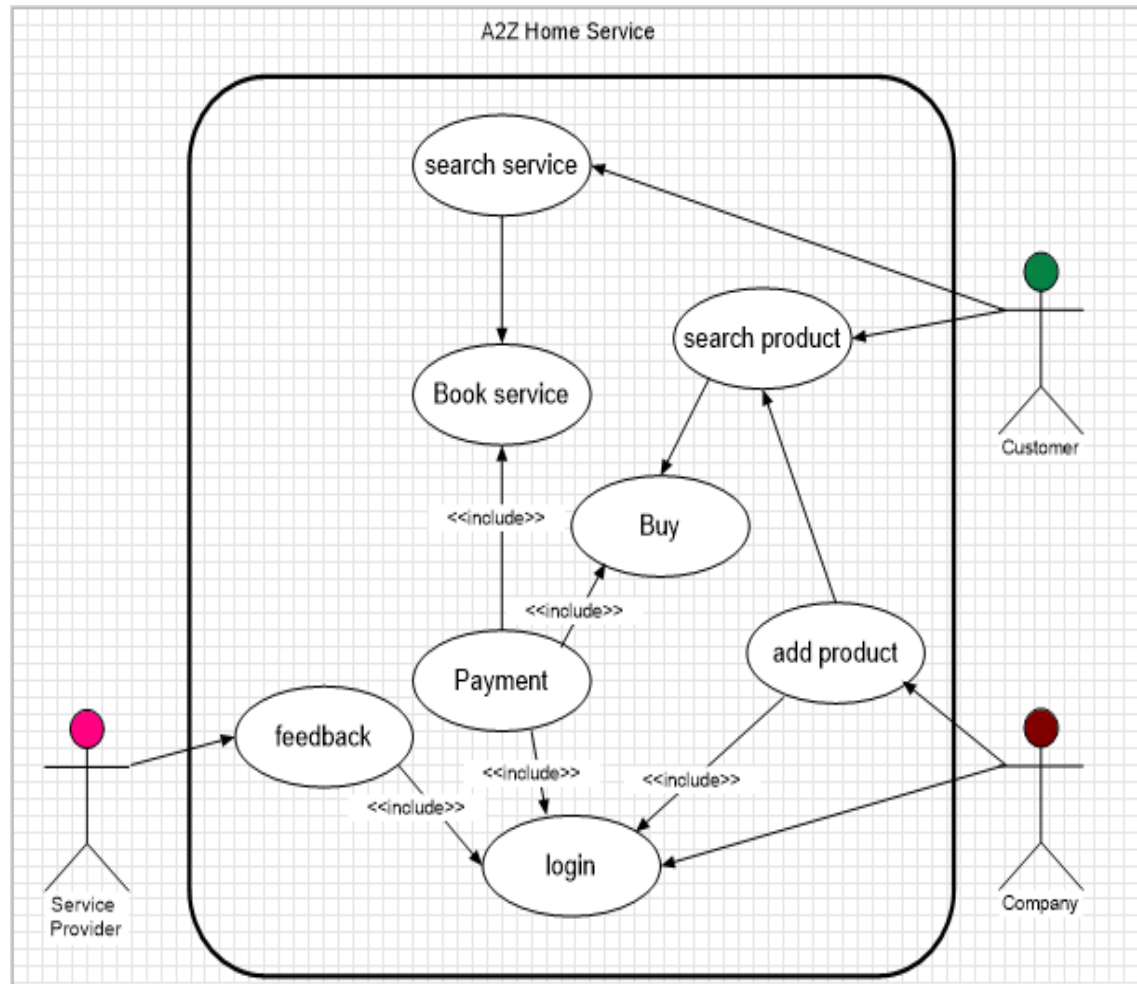 A2Z Home Service
search service
search product
Customer
Book service
<<include>>
Buy
<<include>>
add product
Payment
feedback
<<include>>
<<include>>
<<include>>
login
Service
Provider
Company